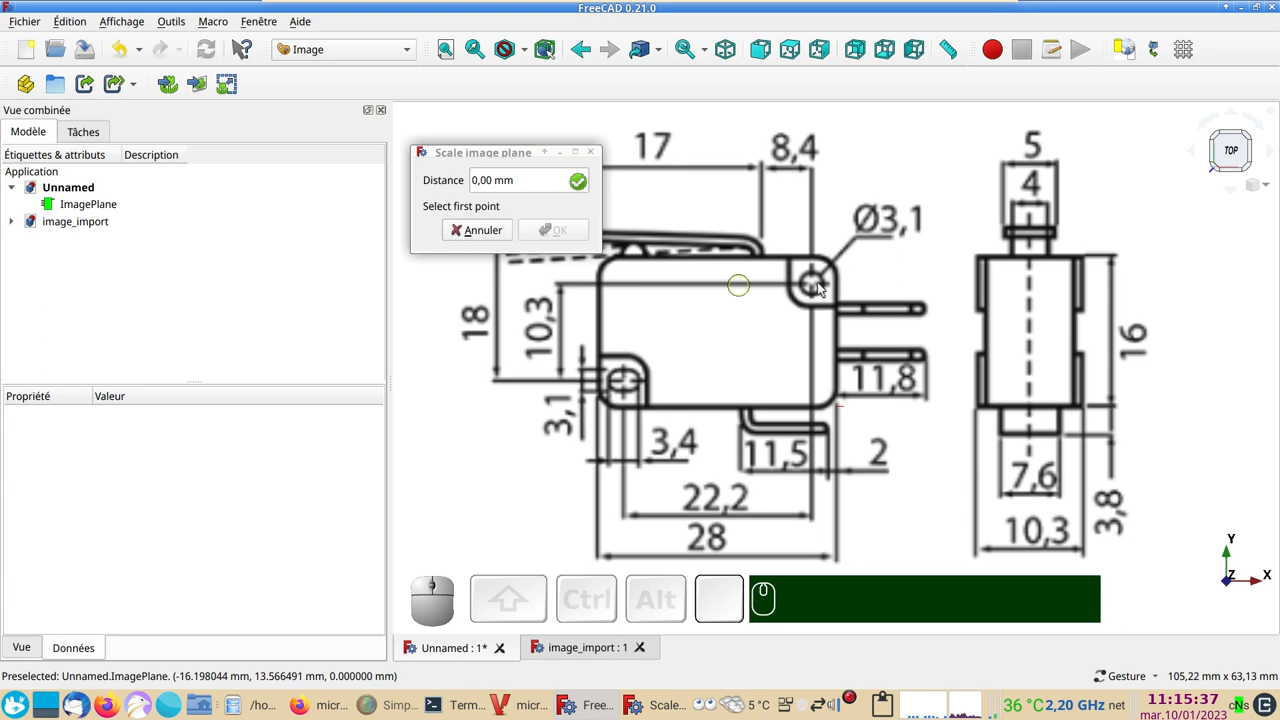 FreeCAD 0.21.0
Fichier Édition Affichage Outils Macro Fenêtre Aide
Image
Vue combinée
Modèle Tâches
Étiquettes & attributs Description
Application
Unnamed
ImagePlane
image_import
Propriété Valeur
Vue Données
Scale image plane
Distance 0,00 mm
Select first point
Annuler OK
17 8,4 5
4
Ø3,1
TOP
18 10,3 16
11,8
3,1
3,4 11,5 2
22,2 7,6 3,8
28 10,3
Y
Z X
Ctrl Alt
Unnamed : 1* image_import : 1
Preselected: Unnamed.ImagePlane. (-16.198044 mm, 13.566491 mm, 0.000000 mm) Gesture 105,22 mm x 63,13 mm
/ho... micr... Simp... Term... micr... Free... Scale... 5 °C 36 °C 2,20 GHz net 11:15:37
mar.10/01/2023